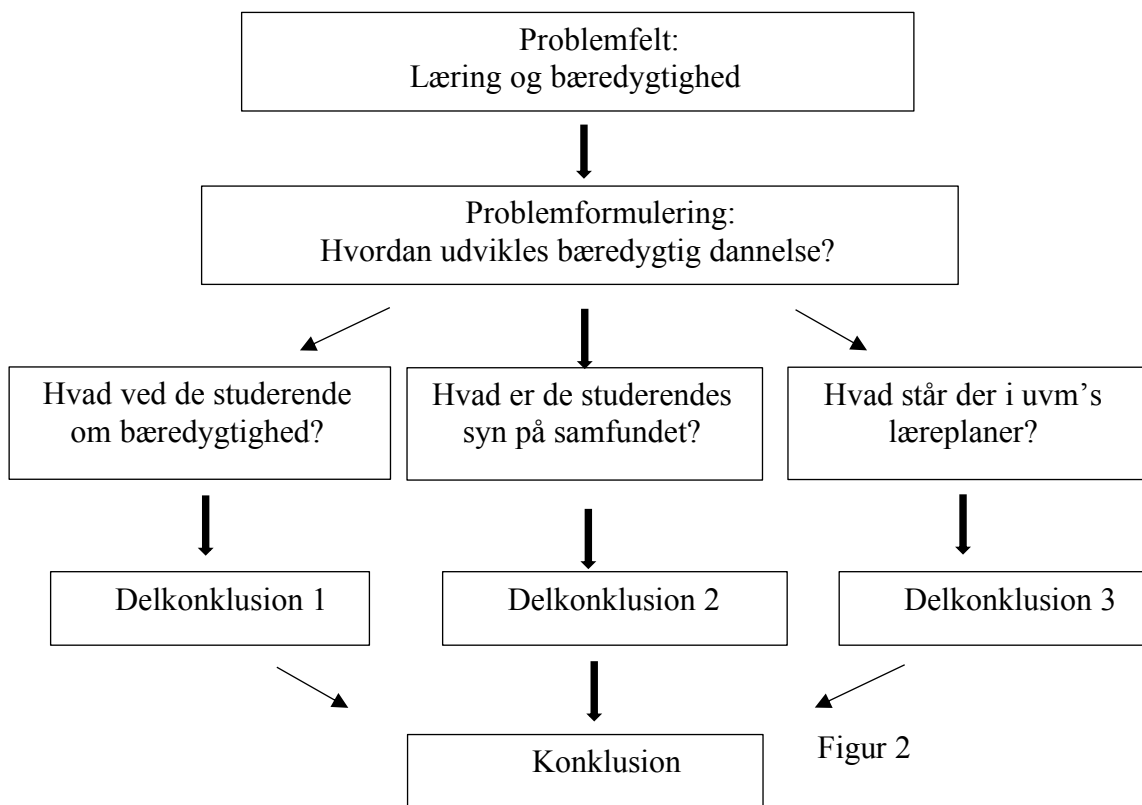 Problemfelt:
Læring og bæredygtighed
Problemformulering:
Hvordan udvikles bæredygtig dannelse?
Hvad ved de studerende
om bæredygtighed?
Hvad er de studerendes
syn på samfundet?
Hvad står der i uvm’s
læreplaner?
Delkonklusion 1
Delkonklusion 2
Delkonklusion 3
Konklusion
Figur 2